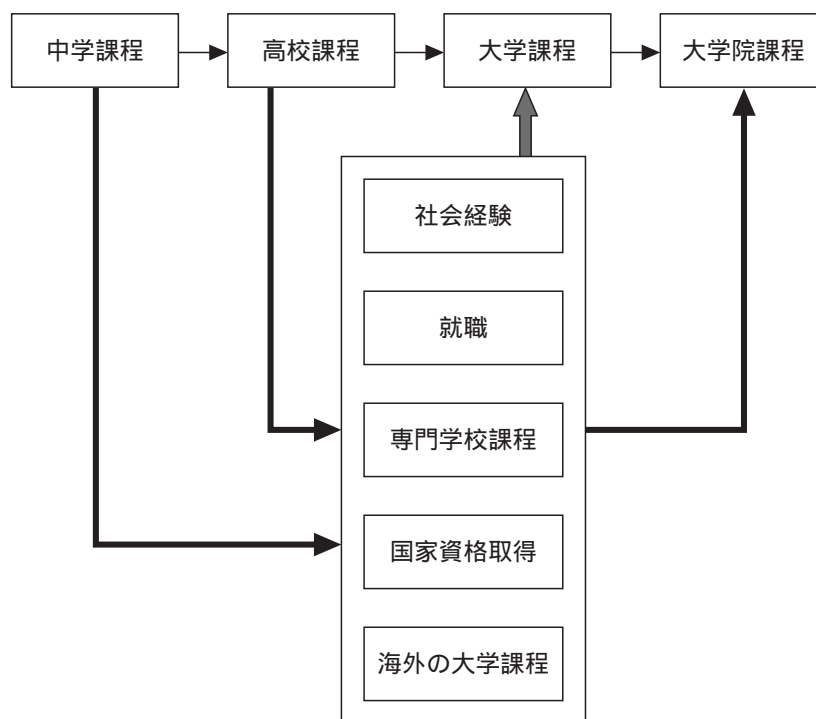 中学課程
高校課程
大学課程
大学院課程
社会経験
就職
専門学校課程
国家資格取得
海外の大学課程